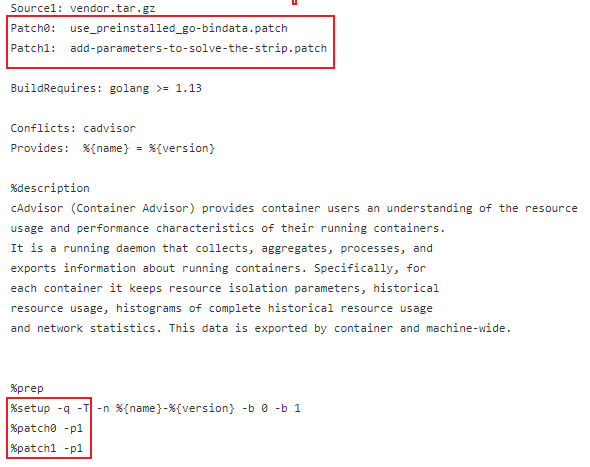 Source1: vendor.tar.gz
Patch0:  use_preinstalled_go-bindata.patch
Patch1:  add-parameters-to-solve-the-strip.patch
BuildRequires: golang >= 1.13
Conflicts: cadvisor
Provides:  %{name} = %{version}
%description
cAdvisor (Container Advisor) provides container users an understanding of the resource
usage and performance characteristics of their running containers.
It is a running daemon that collects, aggregates, processes, and
exports information about running containers. Specifically, for
each container it keeps resource isolation parameters, historical
resource usage, histograms of complete historical resource usage
and network statistics. This data is exported by container and machine-wide.
%prep
%setup -q -T -n %{name}-%{version} -b 0 -b 1
%patch0 -p1
%patch1 -p1